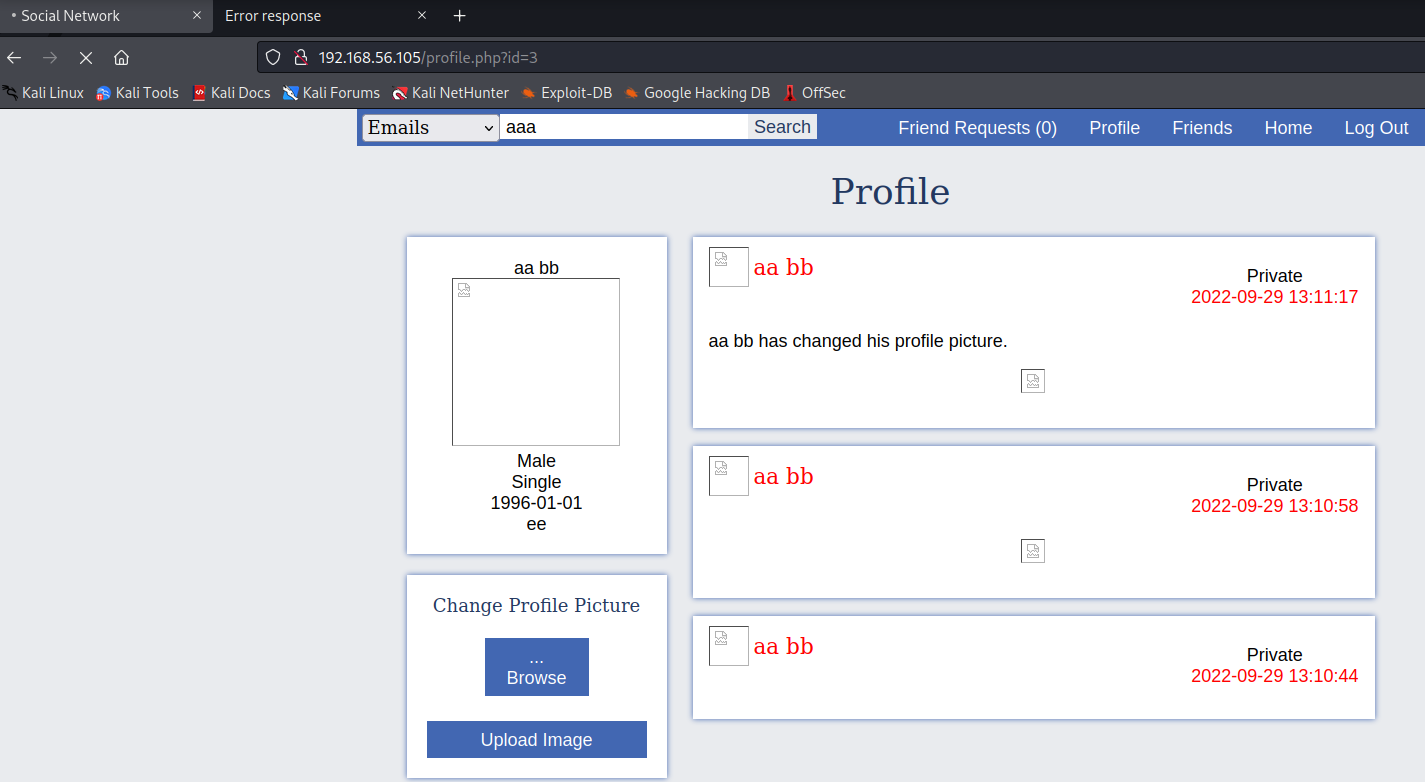 Social Network
Error response
192.168.56.105/profile.php?id=3
Kali Linux Kali Tools Kali Docs Kali Forums Kali NetHunter Exploit-DB Google Hacking DB OffSec
Emails aaa Search Friend Requests (0) Profile Friends Home Log Out
Profile
aa bb
Male
Single
1996-01-01
ee
Change Profile Picture
...
Browse
Upload Image
aa bb
Private
2022-09-29 13:11:17
aa bb has changed his profile picture.
aa bb
Private
2022-09-29 13:10:58
aa bb
Private
2022-09-29 13:10:44